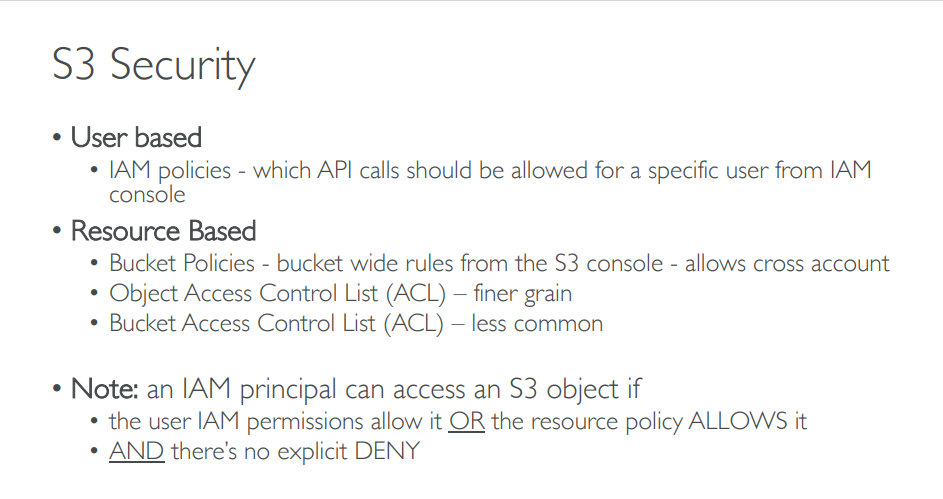 S3 Security
• User based
• IAM policies - which API calls should be allowed for a specific user from IAM
console
• Resource Based
• Bucket Policies - bucket wide rules from the S3 console - allows cross account
• Object Access Control List (ACL) – finer grain
• Bucket Access Control List (ACL) – less common
• Note: an IAM principal can access an S3 object if
• the user IAM permissions allow it OR the resource policy ALLOWS it
• AND there’s no explicit DENY